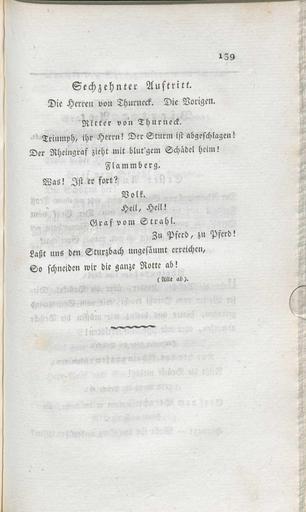 159
Sechzehnter Auftritt.
Die Herren von Thurneck. Die Vorigen.
Ritter von Thurneck.
Triumph, ihr Herrn! Der Sturm ist abgeschlagen!
Der Rheingraf zieht mit blut'gem Schädel heim!
Flammberg.
Was! Ist er fort?
Volk.
Heil, Heil!
Graf vom Strahl.
Zu Pferd, zu Pferd!
Laßt uns den Sturzbach ungesäumt erreichen,
So schneiden wir die ganze Rotte ab!
(Alle ab).